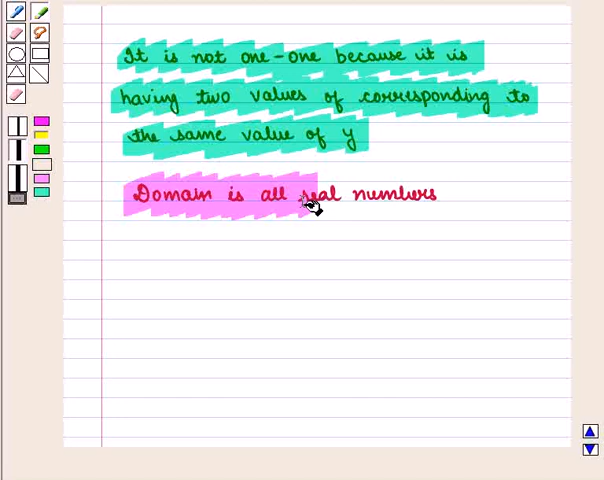 It is not one-one because it is
having two values of corresponding to
the same value of y
Domain is all real numbers